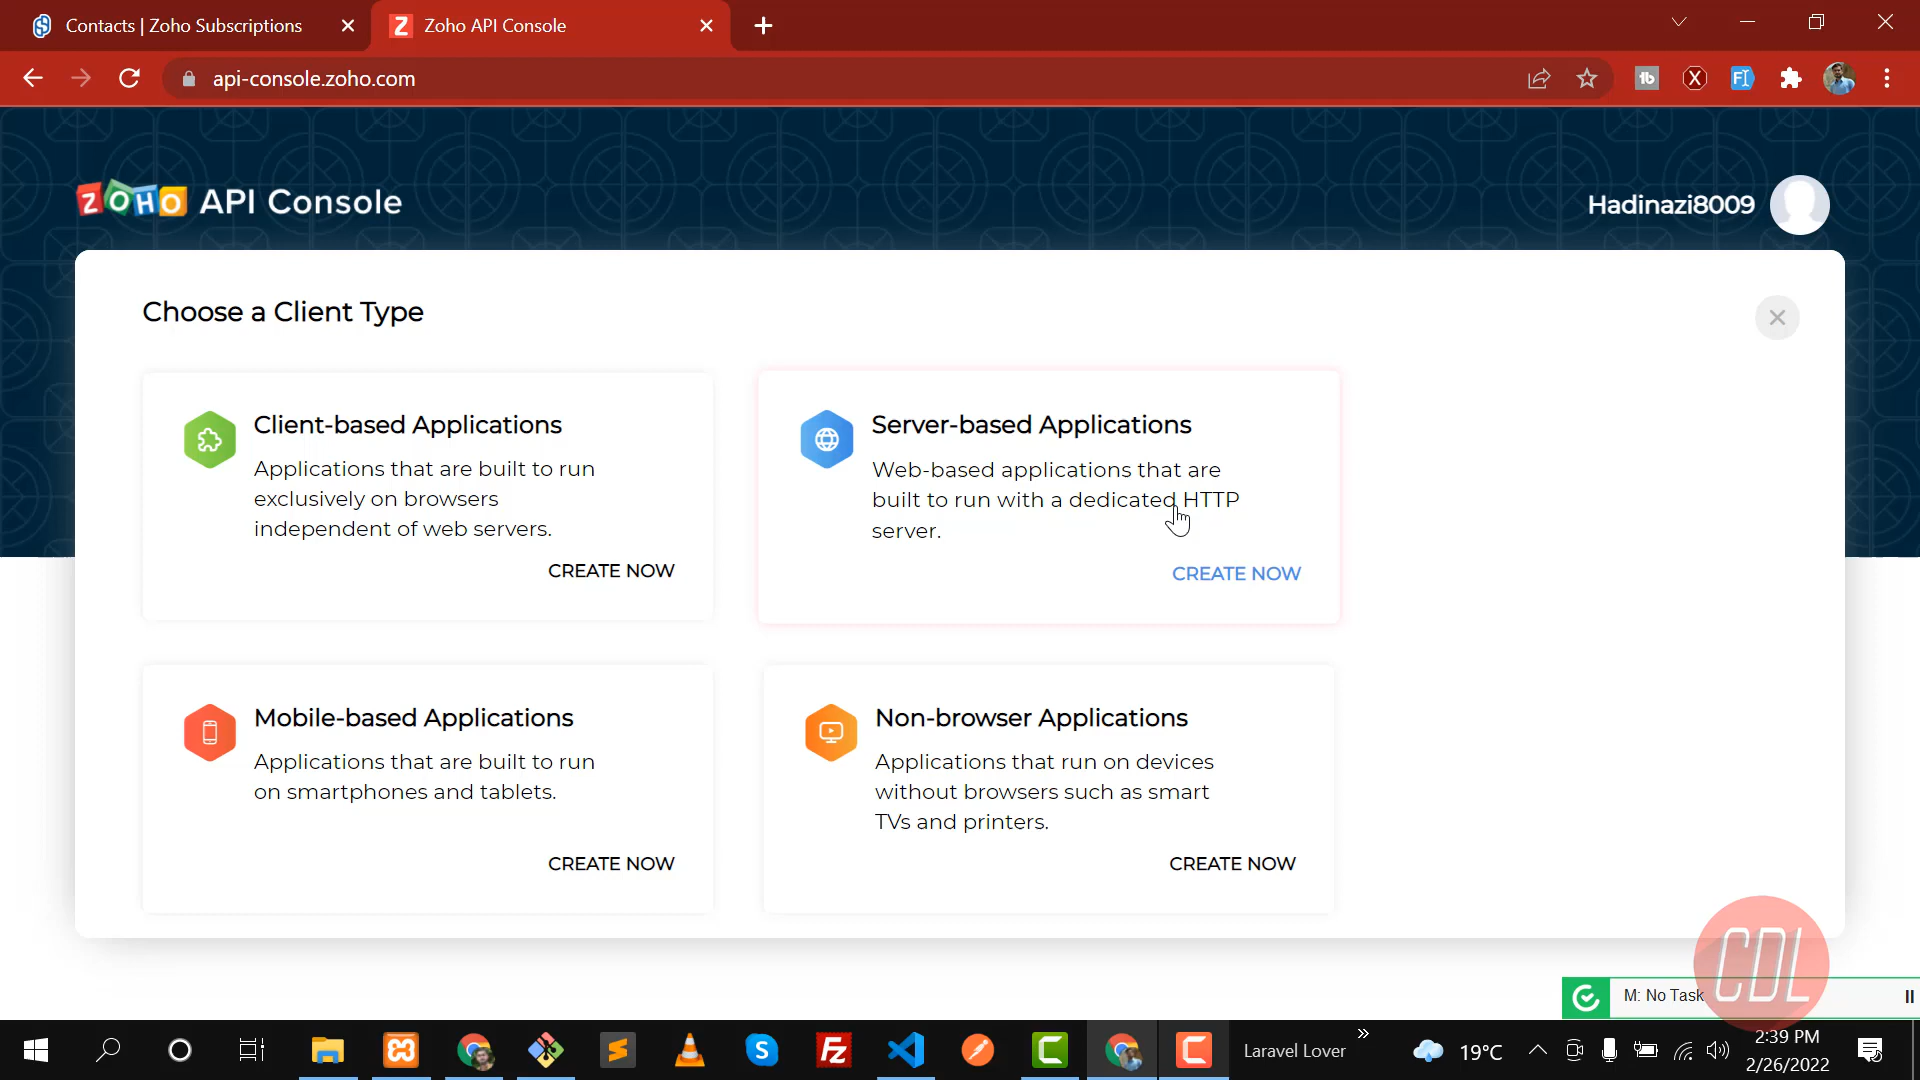 Contacts | Zoho Subscriptions
Zoho API Console
api-console.zoho.com
ZOHO API Console
Hadinazi8009
Choose a Client Type
Client-based Applications
Applications that are built to run
exclusively on browsers
independent of web servers.
CREATE NOW
Server-based Applications
Web-based applications that are
built to run with a dedicated HTTP
server.
CREATE NOW
Mobile-based Applications
Applications that are built to run
on smartphones and tablets.
CREATE NOW
Non-browser Applications
Applications that run on devices
without browsers such as smart
TVs and printers.
CREATE NOW
CDL
M: No Task
Laravel Lover
19°C
2:39 PM
2/26/2022